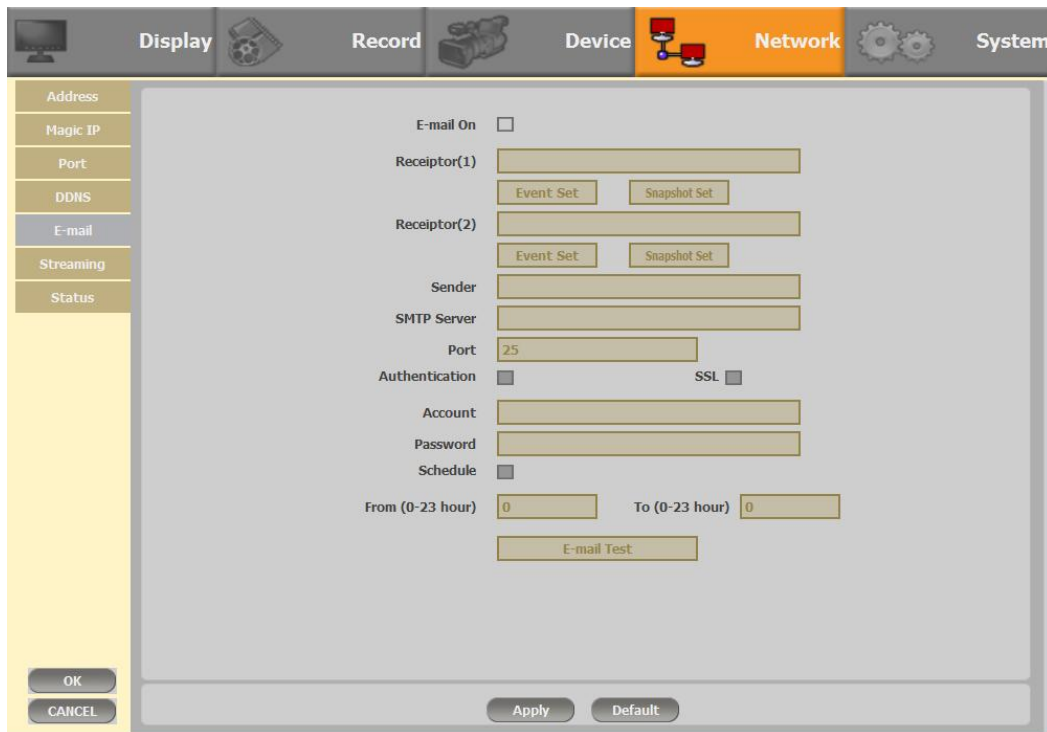 Display Record Device Network System
Address
Magic IP
Port
DDNS
E-mail
Streaming
Status
OK
CANCEL
E-mail On
Receiptor(1)
Event Set Snapshot Set
Receiptor(2)
Event Set Snapshot Set
Sender
SMTP Server
Port 25
Authentication SSL
Account
Password
Schedule
From (0-23 hour) 0 To (0-23 hour) 0
E-mail Test
Apply Default